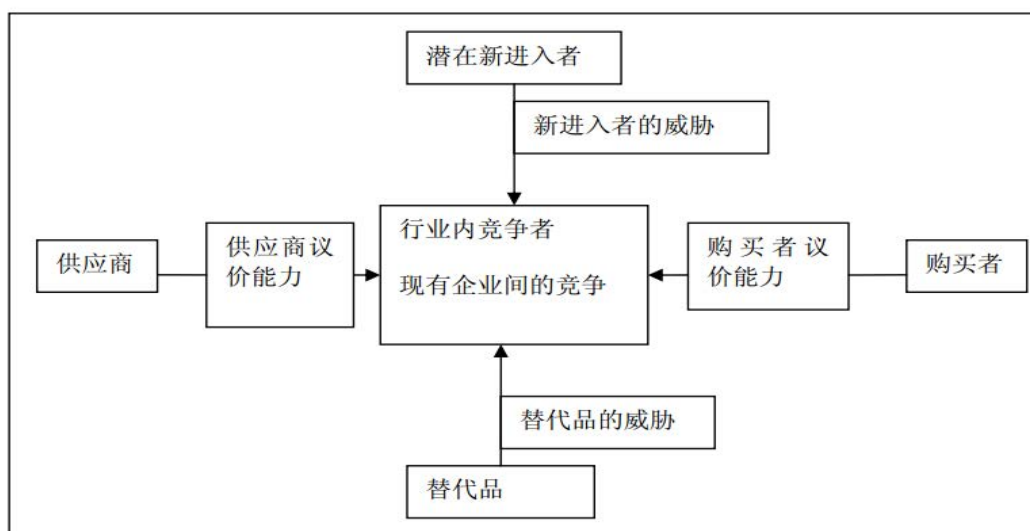 潜在新进入者
新进入者的威胁
行业内竞争者
现有企业间的竞争
供应商
供应商议
价能力
购买者议
价能力
购买者
替代品的威胁
替代品